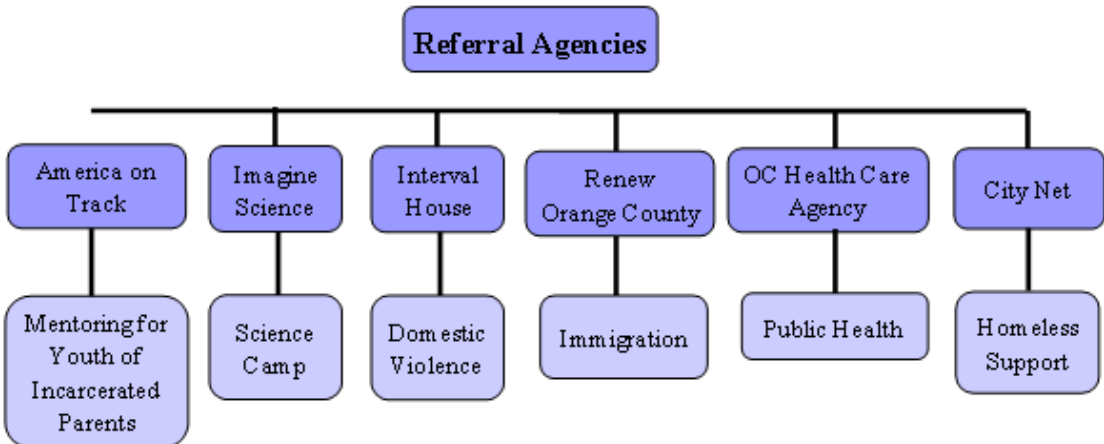 Referral Agencies
America on
Track
Imagine
Science
Interval
House
Renew
Orange County
OC Health Care
Agency
City Net
Mentoring for
Youth of
Incarcerated
Parents
Science
Camp
Domestic
Violence
Immigration
Public Health
Homeless
Support